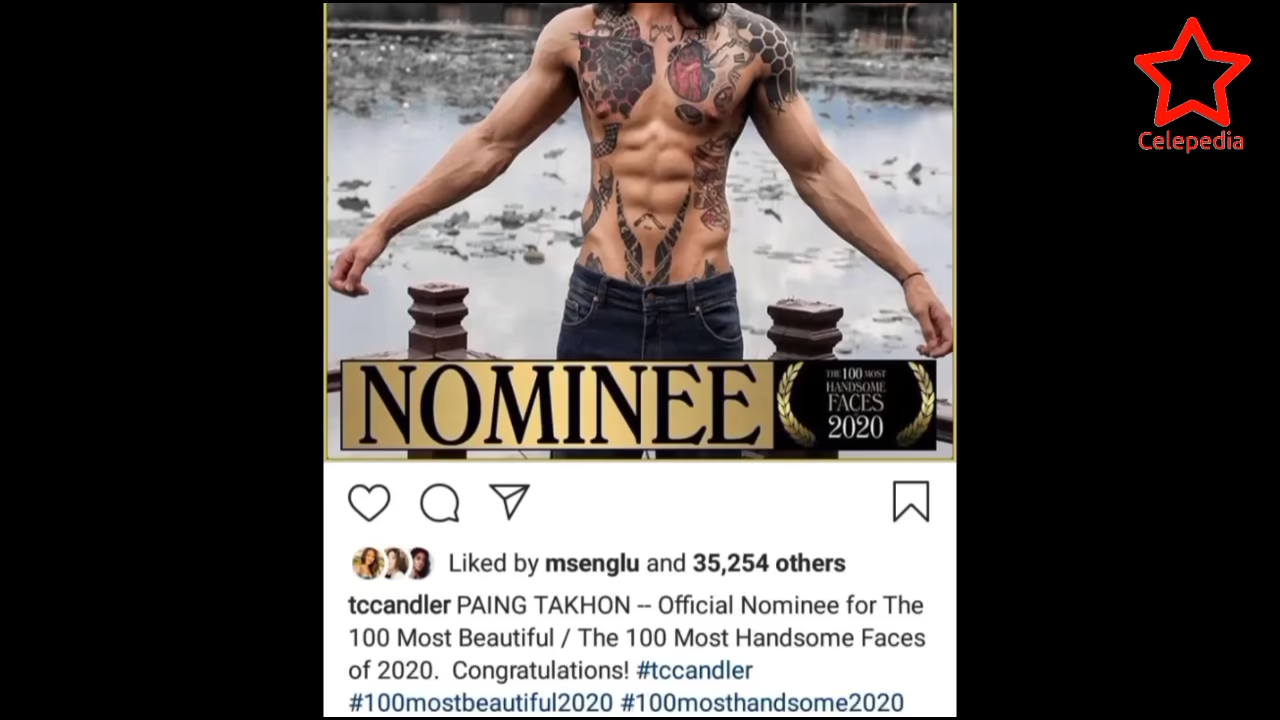 Celepedia
NOMINEE
THE 100 MOST
HANDSOME
FACES
2020
Liked by msenglu and 35,254 others
tccandler PAING TAKHON -- Official Nominee for The
100 Most Beautiful / The 100 Most Handsome Faces
of 2020. Congratulations! #tccandler
#100mostbeautiful2020 #100mosthandsome2020